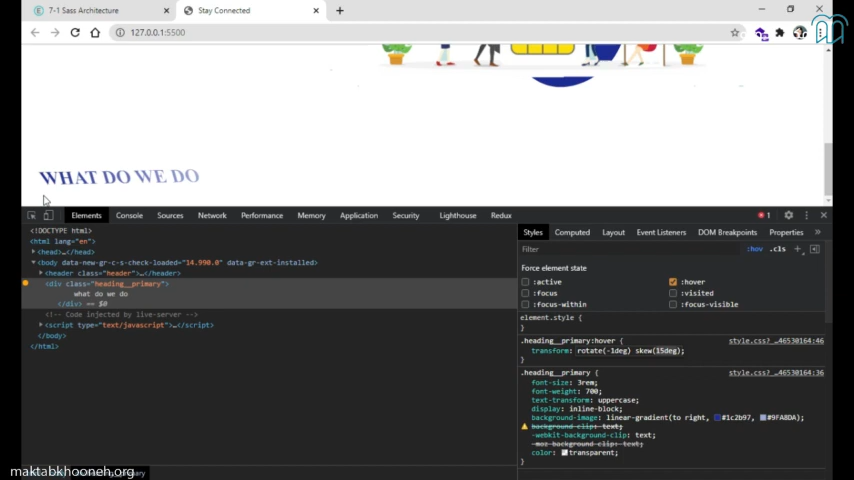 7-1 Sass Architecture
Stay Connected
127.0.0.1:5500
WHAT DO WE DO
Elements Console Sources Network Performance Memory Application Security Lighthouse Redux
1
<!DOCTYPE html>
<html lang="en">
<head>…</head>
<body data-new-gr-c-s-check-loaded="14.990.0" data-gr-ext-installed>
<header class="header">…</header>
<div class="heading__primary">
what do we do
</div> == $0
<!-- Code injected by live-server -->
<script type="text/javascript">…</script>
</body>
</html>
Styles Computed Layout Event Listeners DOM Breakpoints Properties
Filter
:hov .cls
Force element state
:active :hover
:focus :visited
:focus-within :focus-visible
element.style {
}
.heading__primary:hover { style.css?_…46530164:46
transform: rotate(-1deg) skew(15deg);
}
.heading__primary { style.css?_…46530164:36
font-size: 3rem;
font-weight: 700;
text-transform: uppercase;
display: inline-block;
background-image: linear-gradient(to right, #1c2b97, #9FA8DA);
background-clip: text;
-webkit-background-clip: text;
-moz-background-clip: text;
color: transparent;
}
maktabkhooneh.org